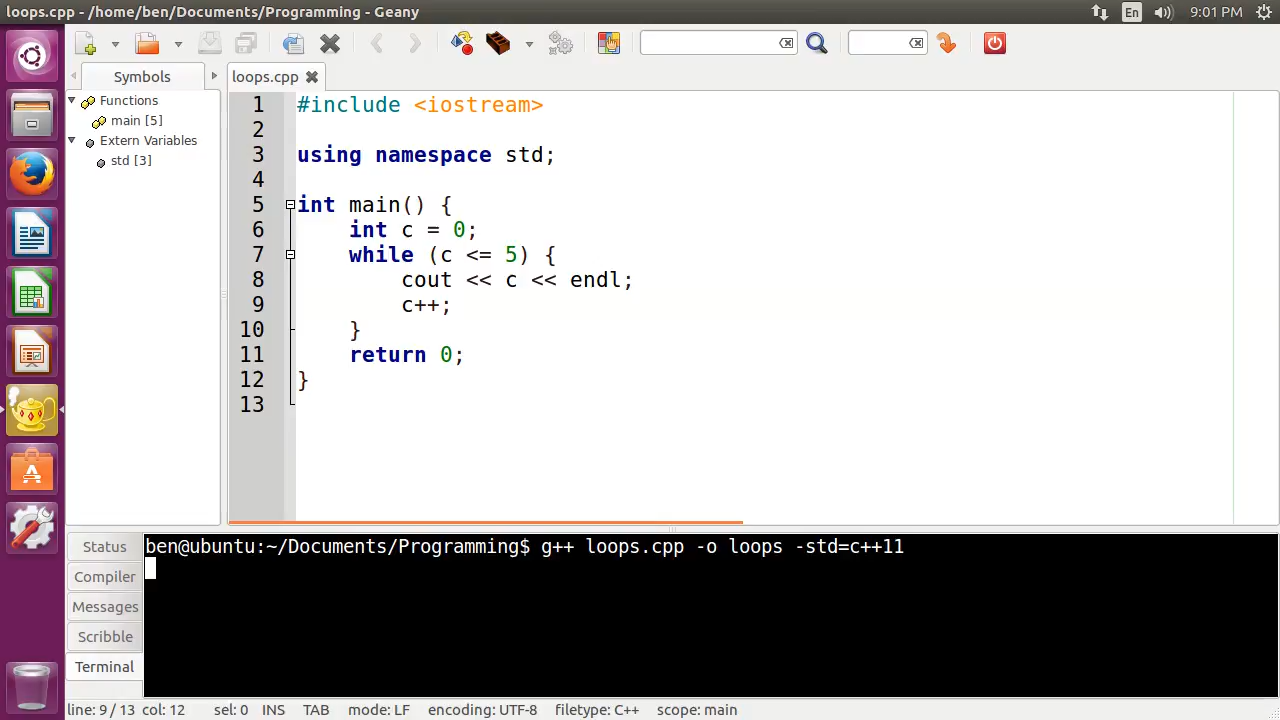 loops.cpp - /home/ben/Documents/Programming - Geany
En
9:01 PM
Symbols
loops.cpp
Functions
main [5]
Extern Variables
std [3]
1 #include <iostream>
2
3 using namespace std;
4
5 int main() {
6     int c = 0;
7     while (c <= 5) {
8         cout << c << endl;
9         c++;
10     }
11     return 0;
12 }
13
Status
Compiler
Messages
Scribble
Terminal
ben@ubuntu:~/Documents/Programming$ g++ loops.cpp -o loops -std=c++11
line: 9 / 13 col: 12 sel: 0 INS TAB mode: LF encoding: UTF-8 filetype: C++ scope: main